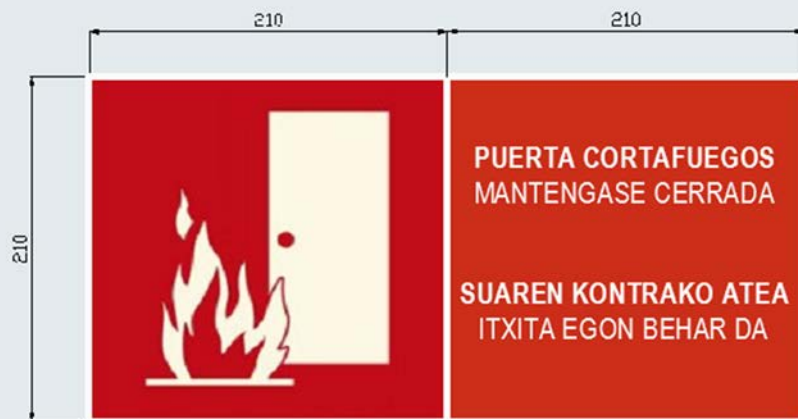 210 210
210
PUERTA CORTAFUEGOS
MANTENGASE CERRADA
SUAREN KONTRAKO ATEA
ITXITA EGON BEHAR DA